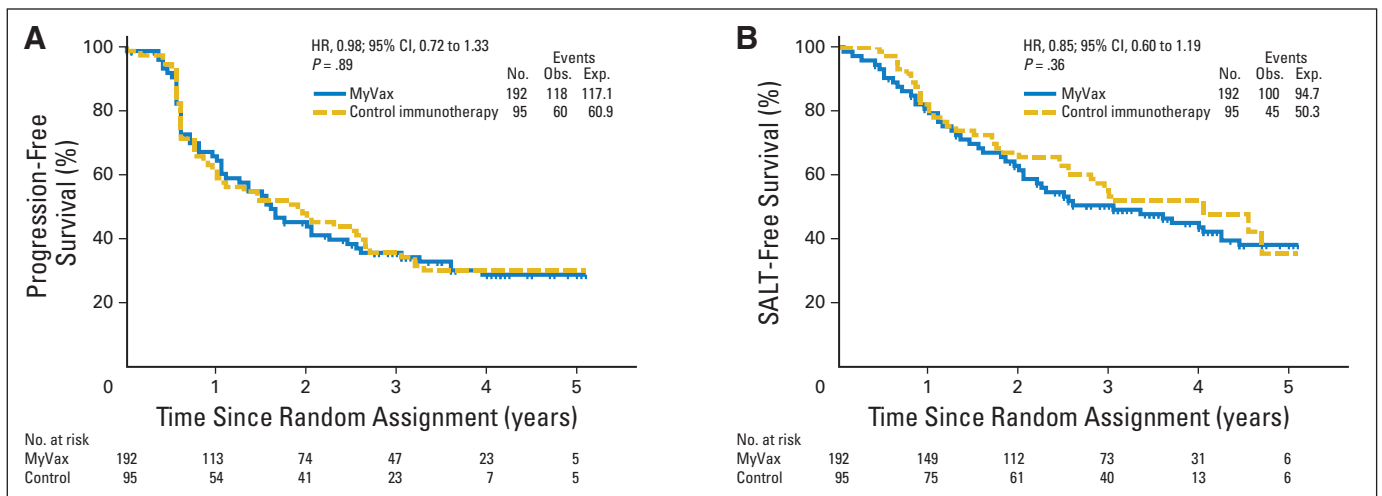 A
HR, 0.98; 95% CI, 0.72 to 1.33
P = .89
Events
No. Obs. Exp.
MyVax 192 118 117.1
Control immunotherapy 95 60 60.9
Progression-Free
Survival (%)
100
80
60
40
20
0 1 2 3 4 5
Time Since Random Assignment (years)
No. at risk
MyVax 192 113 74 47 23 5
Control 95 54 41 23 7 5
B
HR, 0.85; 95% CI, 0.60 to 1.19
P = .36
Events
No. Obs. Exp.
MyVax 192 100 94.7
Control immunotherapy 95 45 50.3
SALT-Free Survival (%)
100
80
60
40
20
0 1 2 3 4 5
Time Since Random Assignment (years)
No. at risk
MyVax 192 149 112 73 31 6
Control 95 75 61 40 13 6